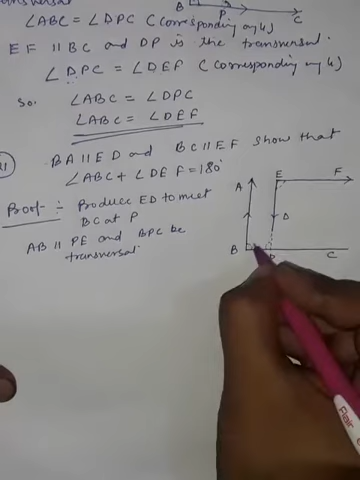 transversal
∠ABC = ∠DPC (corresponding ∠s)
EF || BC and DP is the transversal.
∠DPC = ∠DEF (corresponding ∠s)
So. ∠ABC = ∠DPC
∠ABC = ∠DEF
BA || ED and BC || EF show that
∠ABC + ∠DEF = 180°
Proof :- Produce ED to meet
BC at P
AB || PE and BPC be
transversal
B P C
E F
A
D
B P C
Flair